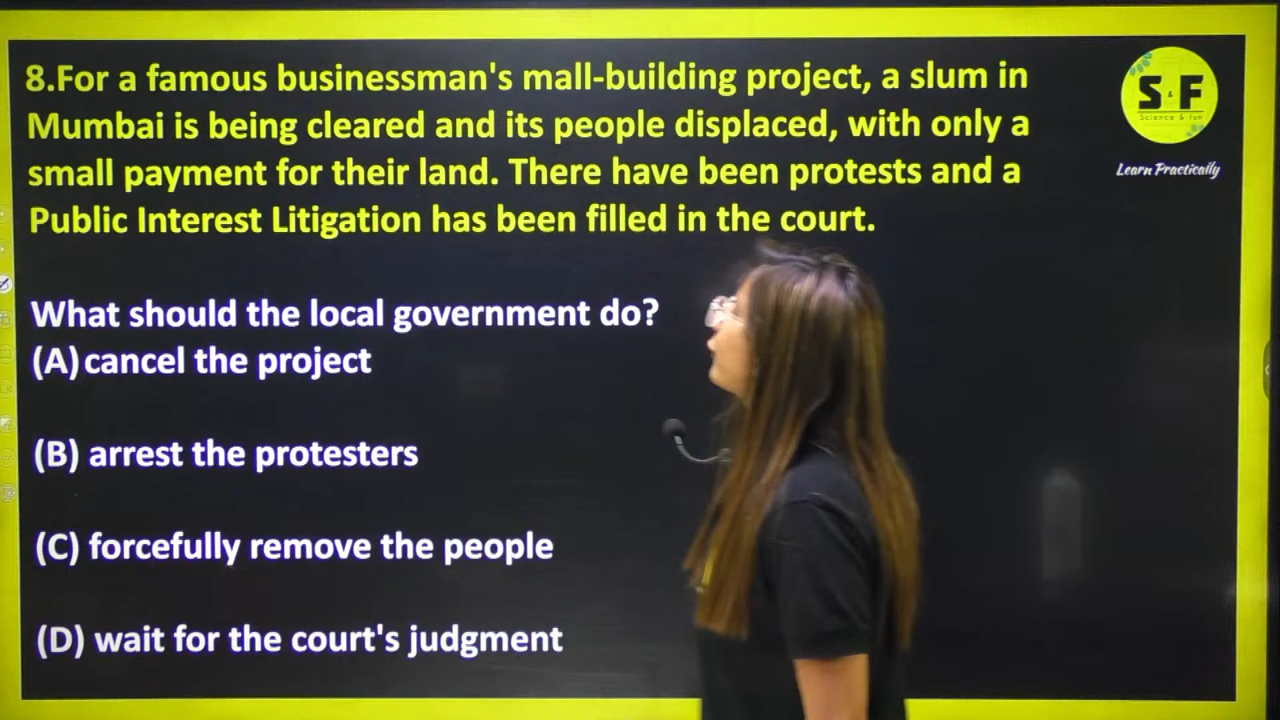 8.For a famous businessman's mall-building project, a slum in
Mumbai is being cleared and its people displaced, with only a
small payment for their land. There have been protests and a
Public Interest Litigation has been filled in the court.
What should the local government do?
(A) cancel the project
(B) arrest the protesters
(C) forcefully remove the people
(D) wait for the court's judgment
S & F
Science & fun
Learn Practically